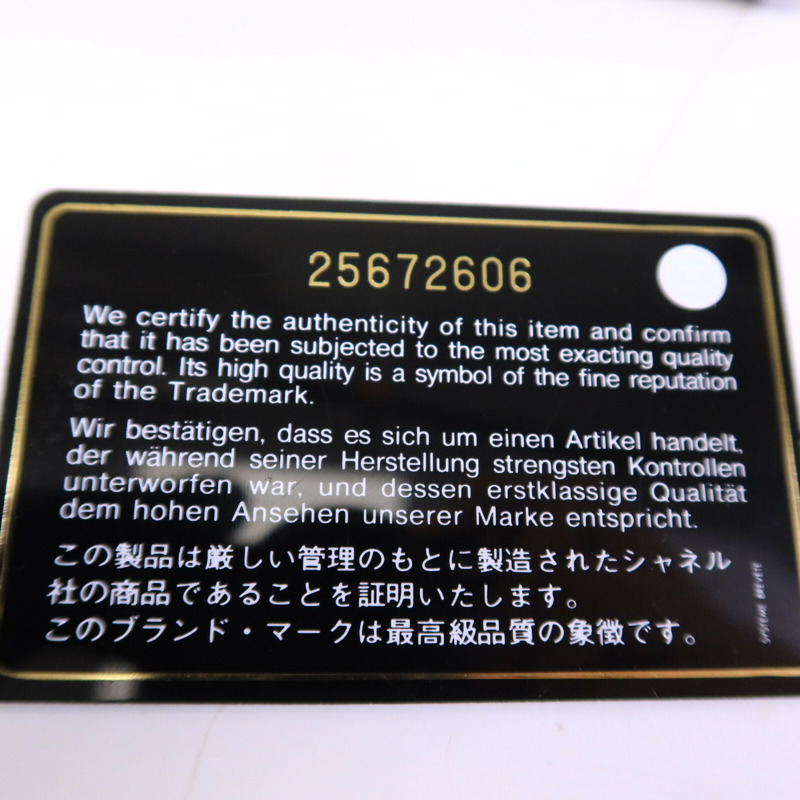 25672606
We certify the authenticity of this item and confirm
that it has been subjected to the most exacting quality
control. Its high quality is a symbol of the fine reputation
of the Trademark.
Wir bestätigen, dass es sich um einen Artikel handelt,
der während seiner Herstellung strengsten Kontrollen
unterworfen war, und dessen erstklassige Qualität
dem hohen Ansehen unserer Marke entspricht.
この製品は厳しい管理のもとに製造されたシャネル
社の商品であることを証明いたします。
このブランド・マークは最高級品質の象徴です。
SYSTEME BREVETE